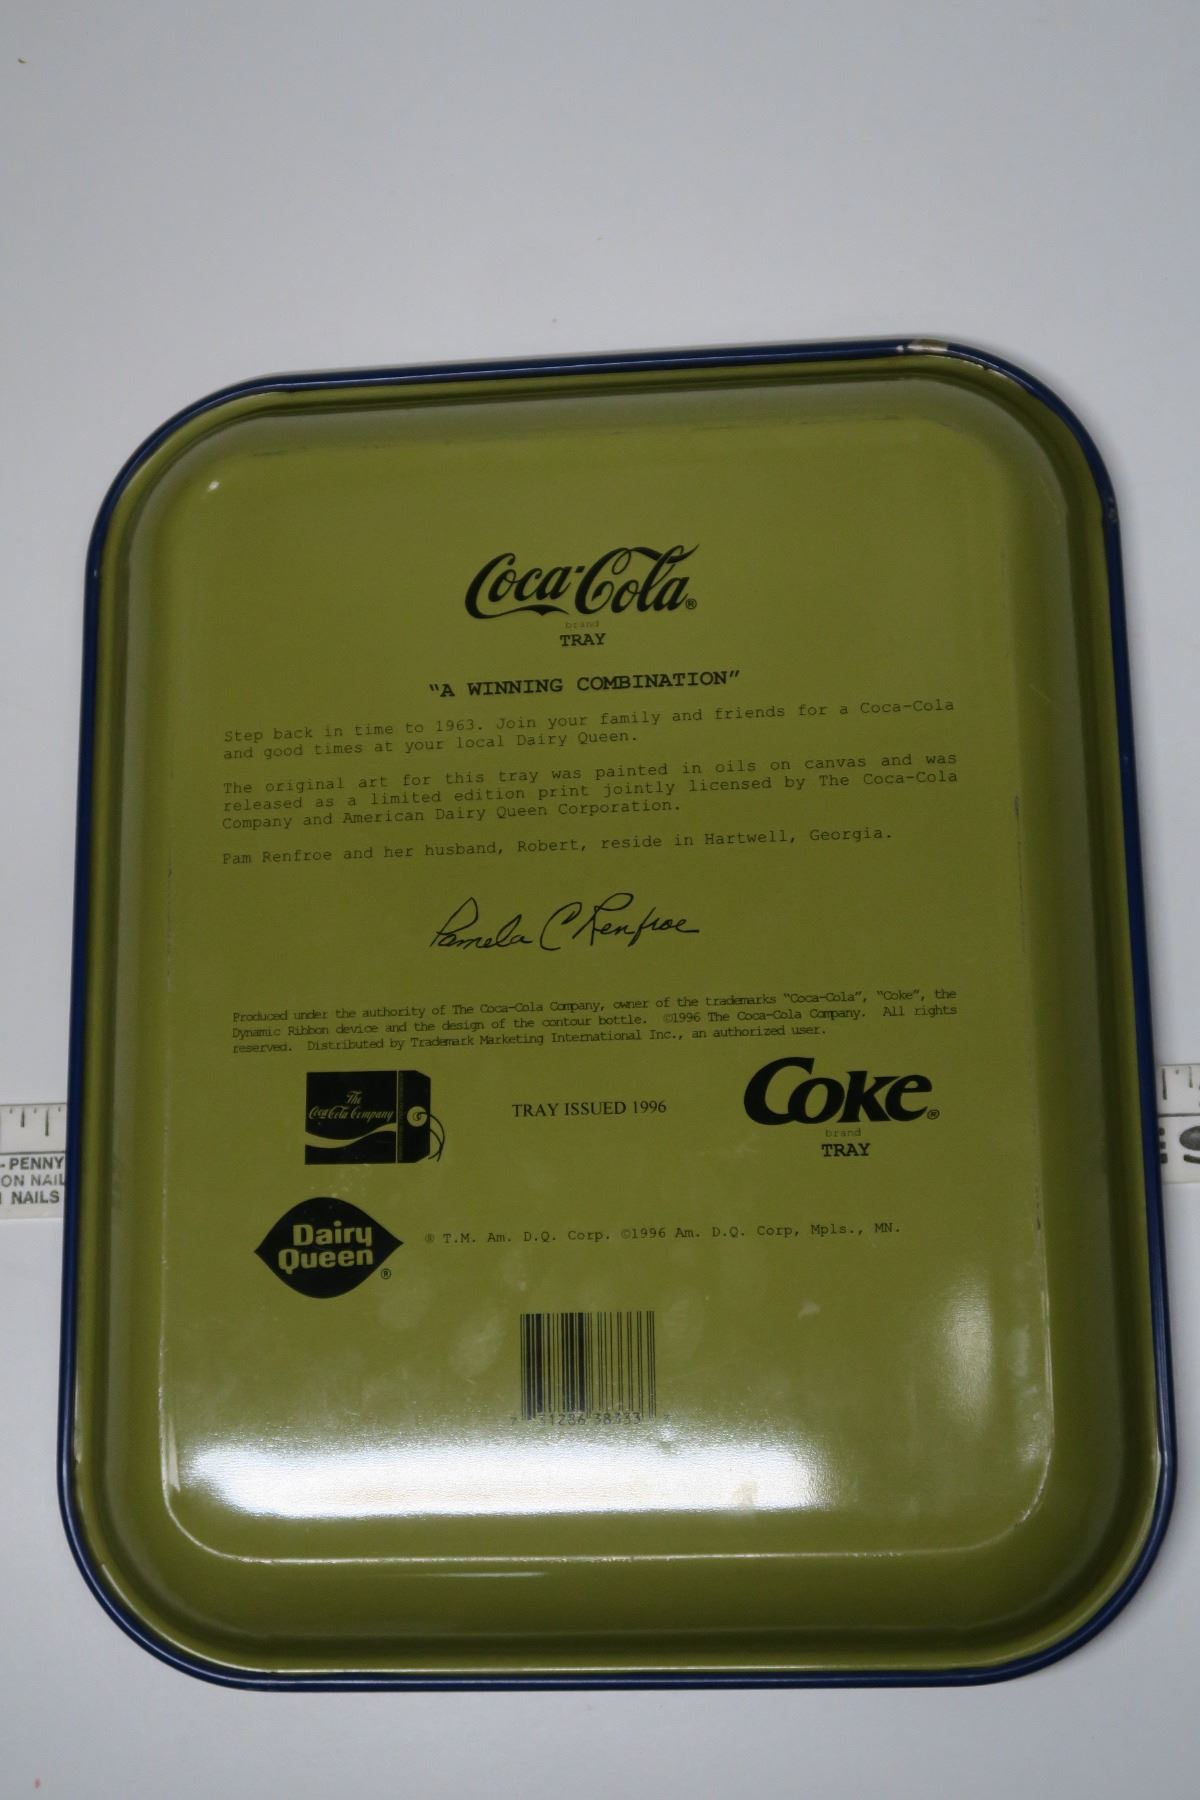 Coca-Cola®
brand
TRAY
“A WINNING COMBINATION”
Step back in time to 1963. Join your family and friends for a Coca-Cola
and good times at your local Dairy Queen.
The original art for this tray was painted in oils on canvas and was
released as a limited edition print jointly licensed by The Coca-Cola
Company and American Dairy Queen Corporation.
Pam Renfroe and her husband, Robert, reside in Hartwell, Georgia.
Pamela C Renfroe
Produced under the authority of The Coca-Cola Company, owner of the trademarks “Coca-Cola”, “Coke”, the
Dynamic Ribbon device and the design of the contour bottle. ©1996 The Coca-Cola Company. All rights
reserved. Distributed by Trademark Marketing International Inc., an authorized user.
The
Coca-Cola Company
TRAY ISSUED 1996
Coke®
brand
TRAY
-PENNY
ON NAIL
NAILS
Dairy
Queen®
® T.M. Am. D.Q. Corp. ©1996 Am. D.Q. Corp, Mpls., MN.
7 31286 38333 7